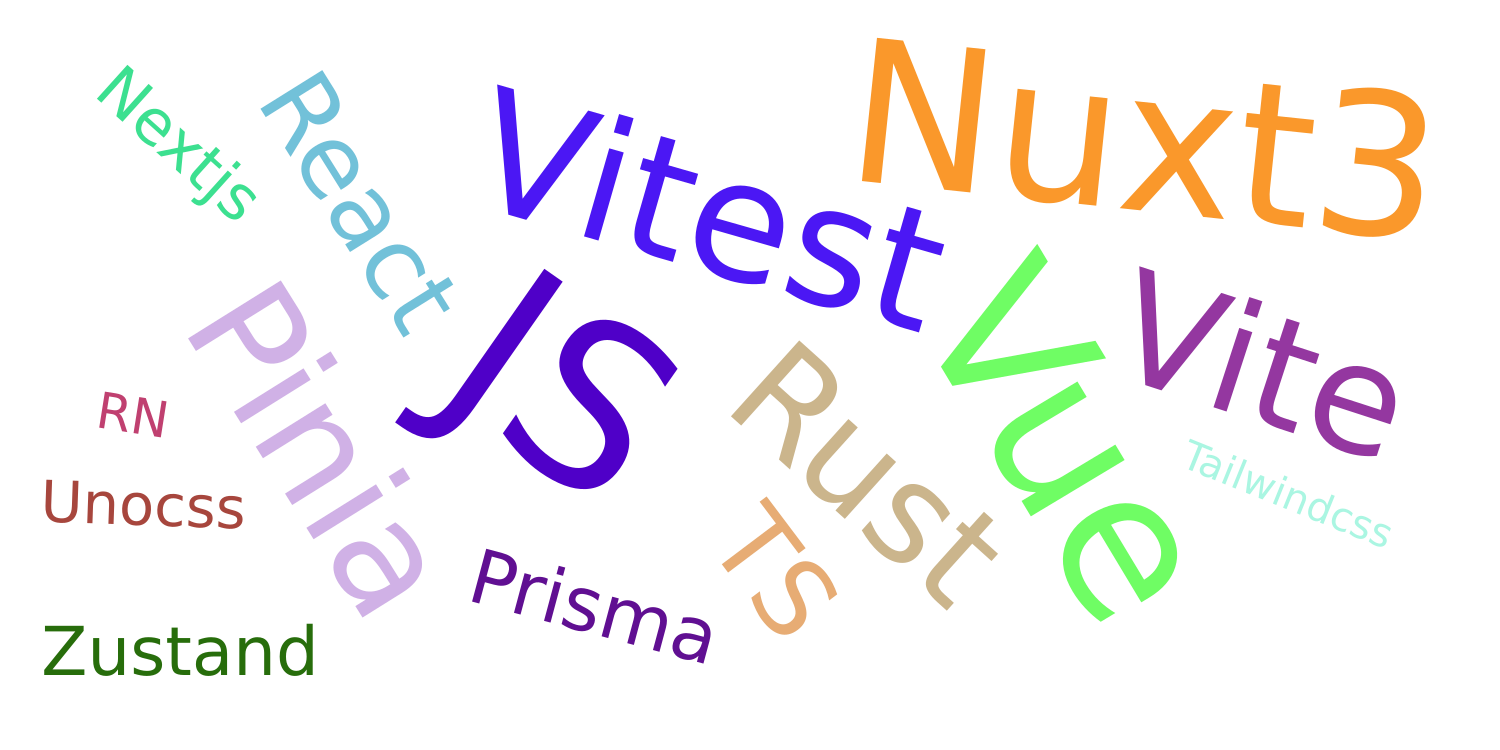 Nextjs
React
Vitest
Nuxt3
Pinia
JS
Vue
Vite
RN
Rust
Tailwindcss
Unocss
TS
Prisma
Zustand